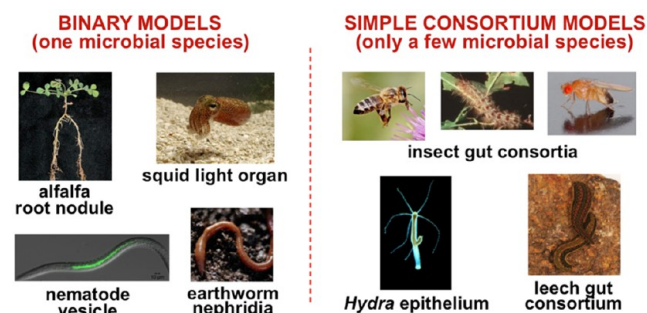 BINARY MODELS
(one microbial species)
alfalfa
root nodule
squid light organ
nematode
vesicle
earthworm
nephridia
SIMPLE CONSORTIUM MODELS
(only a few microbial species)
insect gut consortia
Hydra epithelium
leech gut
consortium